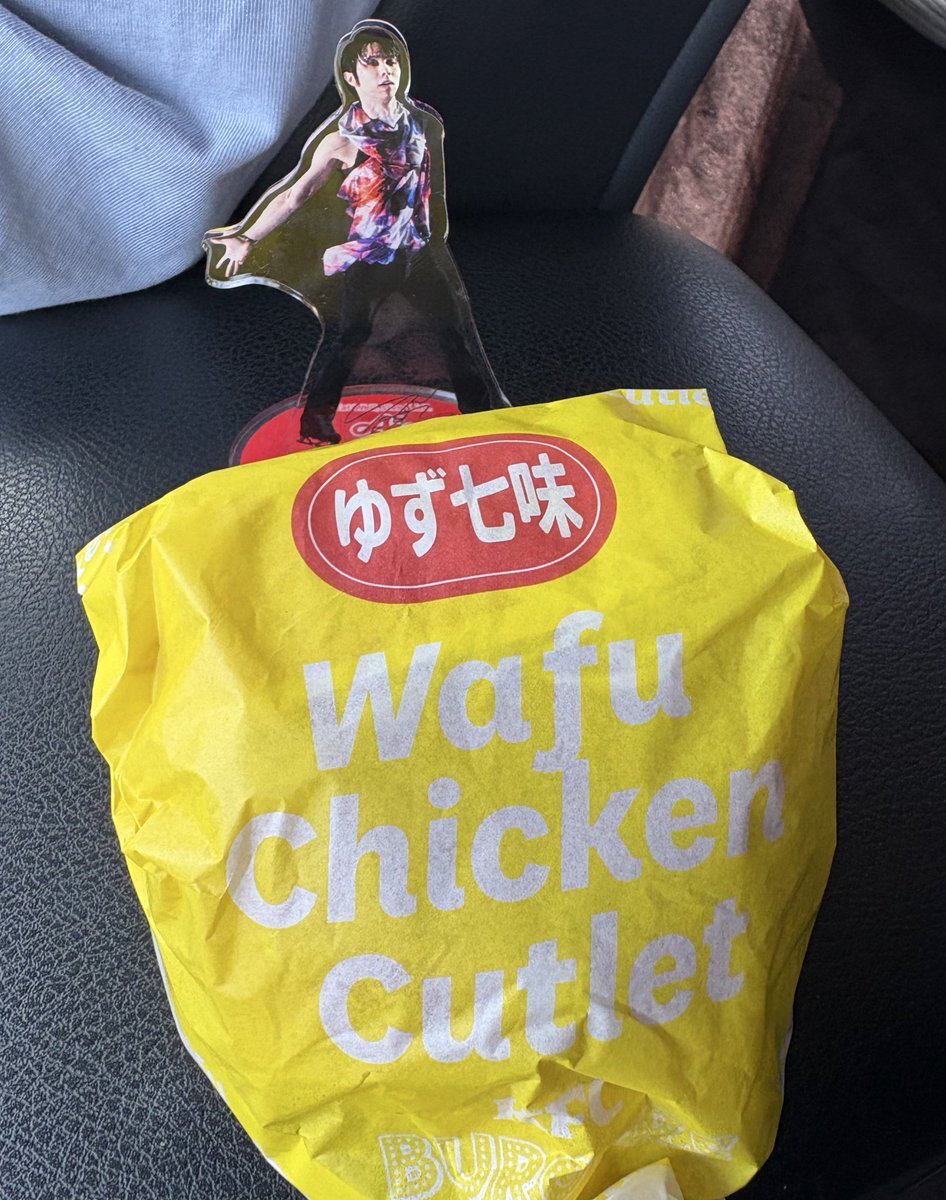 ゆず七味
Wafu
Chicken
Cutlet